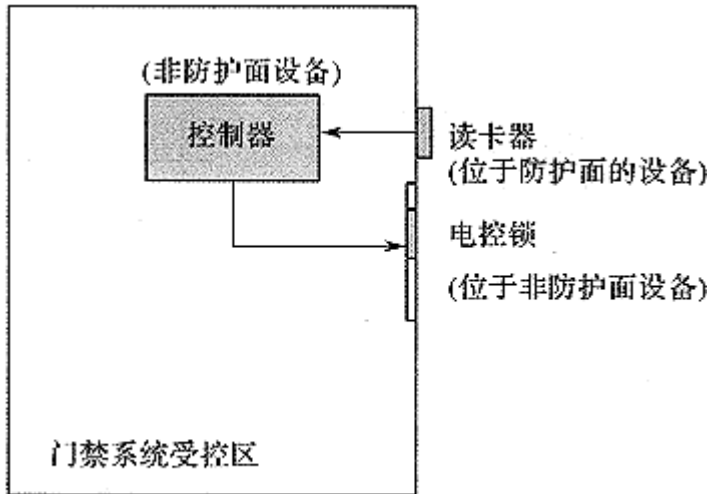 (非防护面设备)
控制器
读卡器
(位于防护面的设备)
电控锁
(位于非防护面设备)
门禁系统受控区